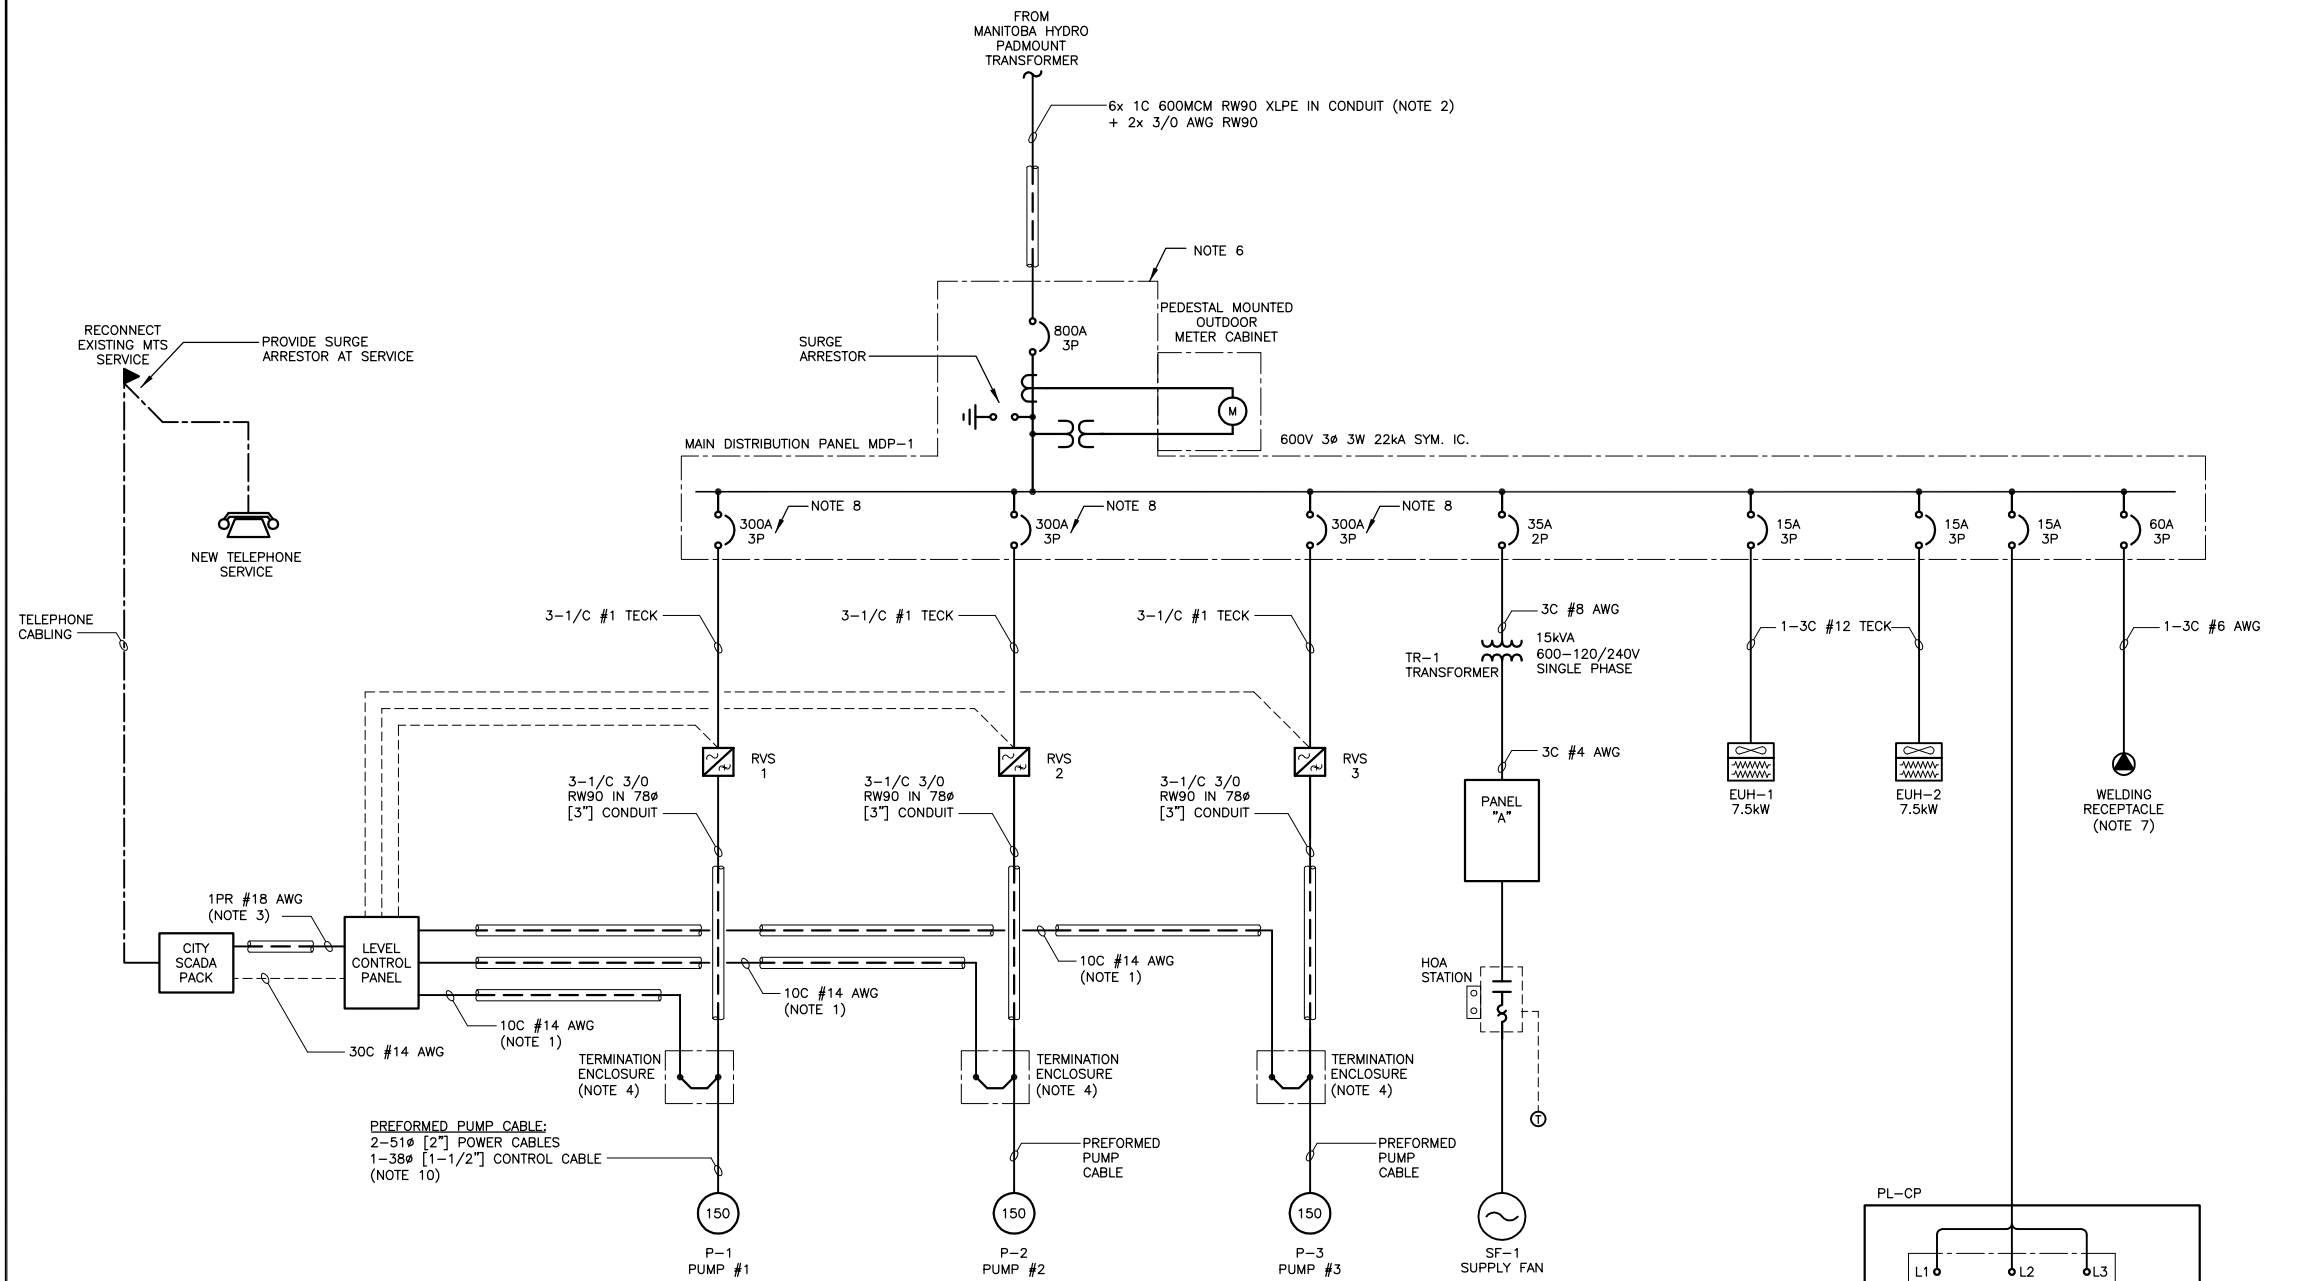 FROM
MANITOBA HYDRO
PADMOUNT
TRANSFORMER
6x 1C 600MCM RW90 XLPE IN CONDUIT (NOTE 2)
+ 2x 3/0 AWG RW90
NOTE 6
PEDESTAL MOUNTED
OUTDOOR
METER CABINET
800A
3P
SURGE
ARRESTOR
M
RECONNECT
EXISTING MTS
SERVICE
PROVIDE SURGE
ARRESTOR AT SERVICE
MAIN DISTRIBUTION PANEL MDP-1
600V 3ø 3W 22kA SYM. IC.
NEW TELEPHONE
SERVICE
300A
3P
NOTE 8
300A
3P
NOTE 8
300A
3P
NOTE 8
35A
2P
15A
3P
15A
3P
15A
3P
60A
3P
TELEPHONE
CABLING
3-1/C #1 TECK
3-1/C #1 TECK
3-1/C #1 TECK
3C #8 AWG
15kVA
600-120/240V
SINGLE PHASE
TR-1
TRANSFORMER
1-3C #12 TECK
1-3C #6 AWG
RVS
1
RVS
2
RVS
3
3C #4 AWG
3-1/C 3/0
RW90 IN 78ø
[3"] CONDUIT
3-1/C 3/0
RW90 IN 78ø
[3"] CONDUIT
3-1/C 3/0
RW90 IN 78ø
[3"] CONDUIT
PANEL
"A"
EUH-1
7.5kW
EUH-2
7.5kW
WELDING
RECEPTACLE
(NOTE 7)
1PR #18 AWG
(NOTE 3)
CITY
SCADA
PACK
LEVEL
CONTROL
PANEL
30C #14 AWG
10C #14 AWG
(NOTE 1)
10C #14 AWG
(NOTE 1)
10C #14 AWG
(NOTE 1)
HOA
STATION
TERMINATION
ENCLOSURE
(NOTE 4)
TERMINATION
ENCLOSURE
(NOTE 4)
TERMINATION
ENCLOSURE
(NOTE 4)
T
PREFORMED PUMP CABLE:
2-51ø [2"] POWER CABLES
1-38ø [1-1/2"] CONTROL CABLE
(NOTE 10)
PREFORMED
PUMP
CABLE
PREFORMED
PUMP
CABLE
150
150
150
P-1
PUMP #1
P-2
PUMP #2
P-3
PUMP #3
SF-1
SUPPLY FAN
PL-CP
L1
L2
L3